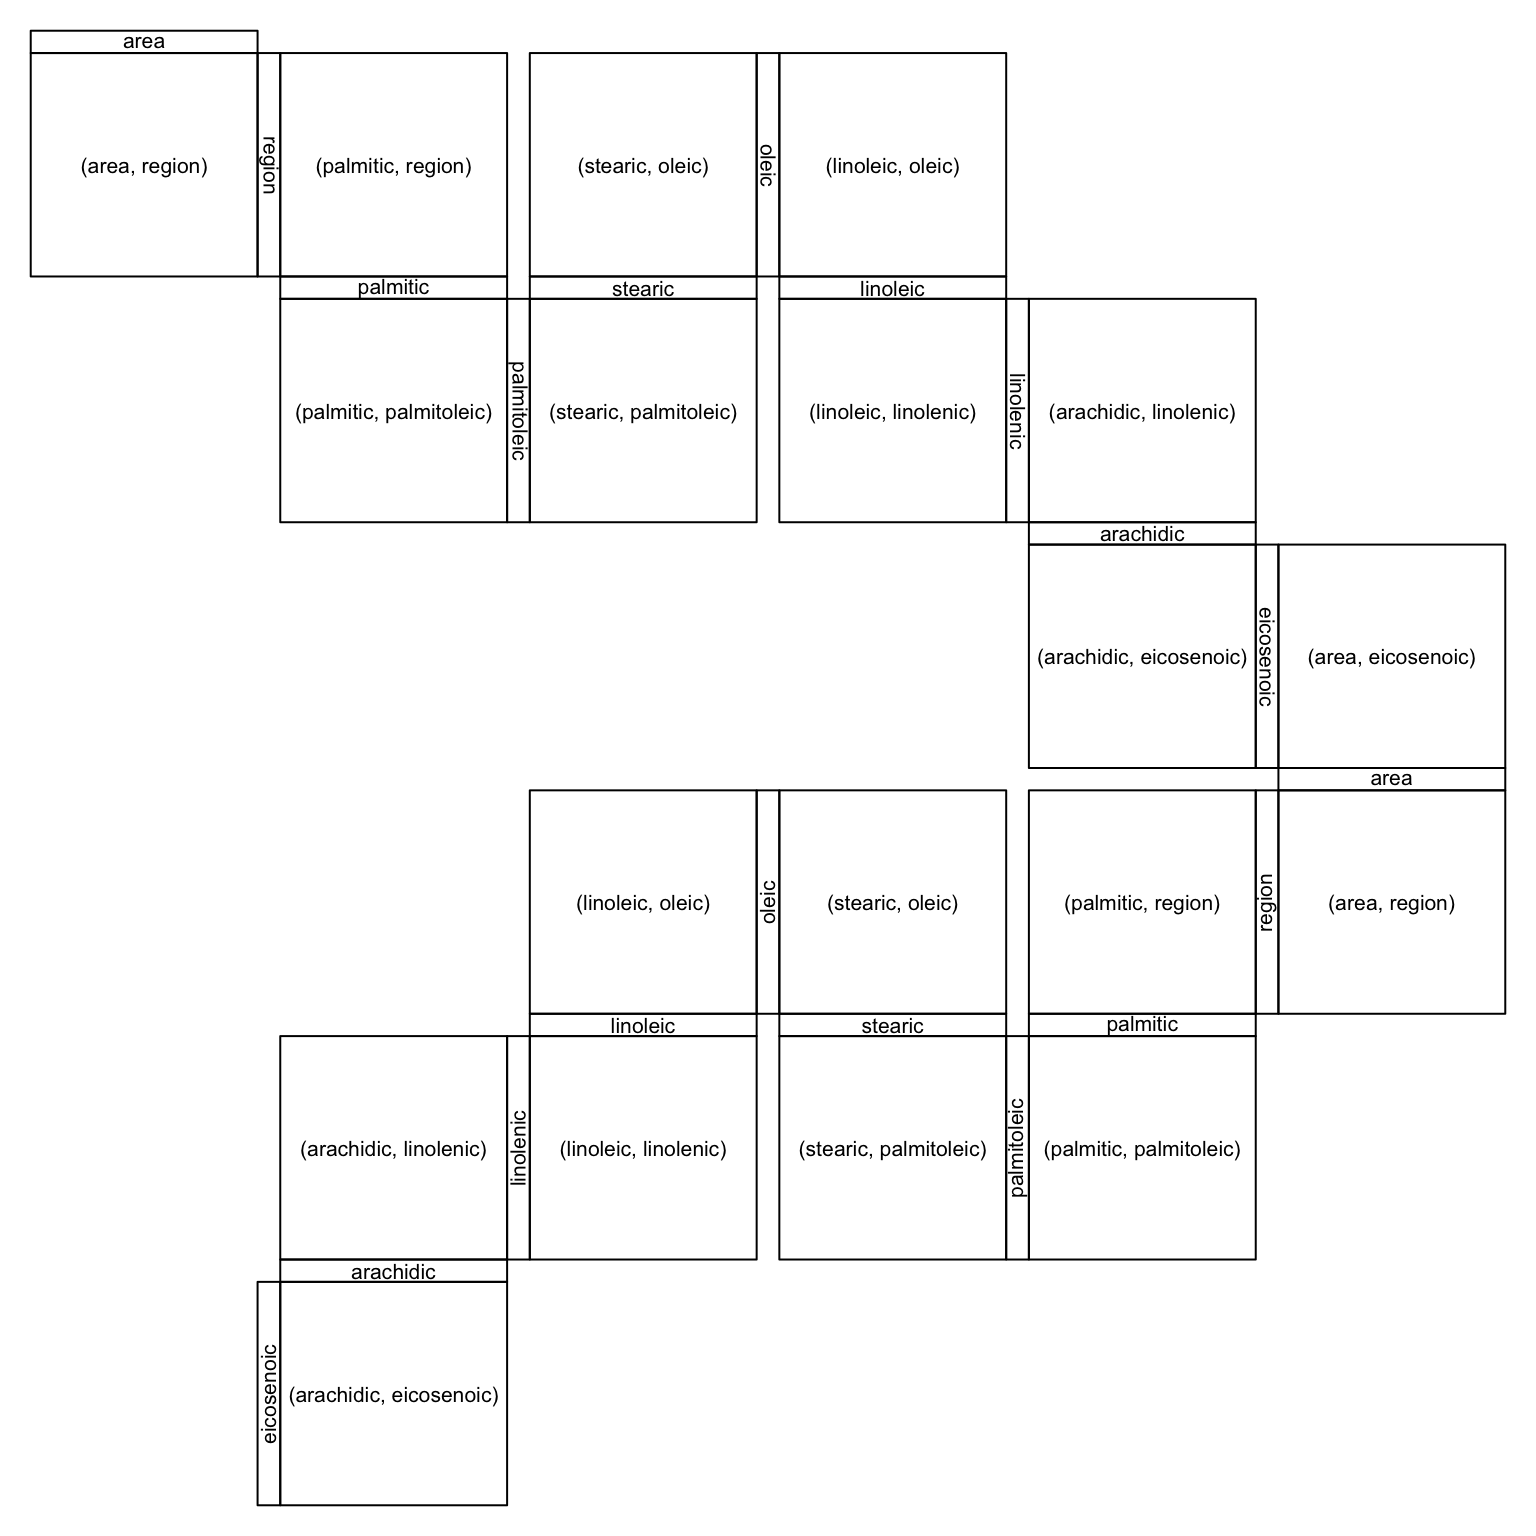 area
(area, region)
region
(palmitic, region)
(stearic, oleic)
oleic
(linoleic, oleic)
palmitic
stearic
linoleic
(palmitic, palmitoleic)
palmitoleic
(stearic, palmitoleic)
(linoleic, linolenic)
linolenic
(arachidic, linolenic)
arachidic
(arachidic, eicosenoic)
eicosenoic
(area, eicosenoic)
area
(linoleic, oleic)
oleic
(stearic, oleic)
(palmitic, region)
region
(area, region)
linoleic
stearic
palmitic
(arachidic, linolenic)
linolenic
(linoleic, linolenic)
(stearic, palmitoleic)
palmitoleic
(palmitic, palmitoleic)
arachidic
eicosenoic
(arachidic, eicosenoic)